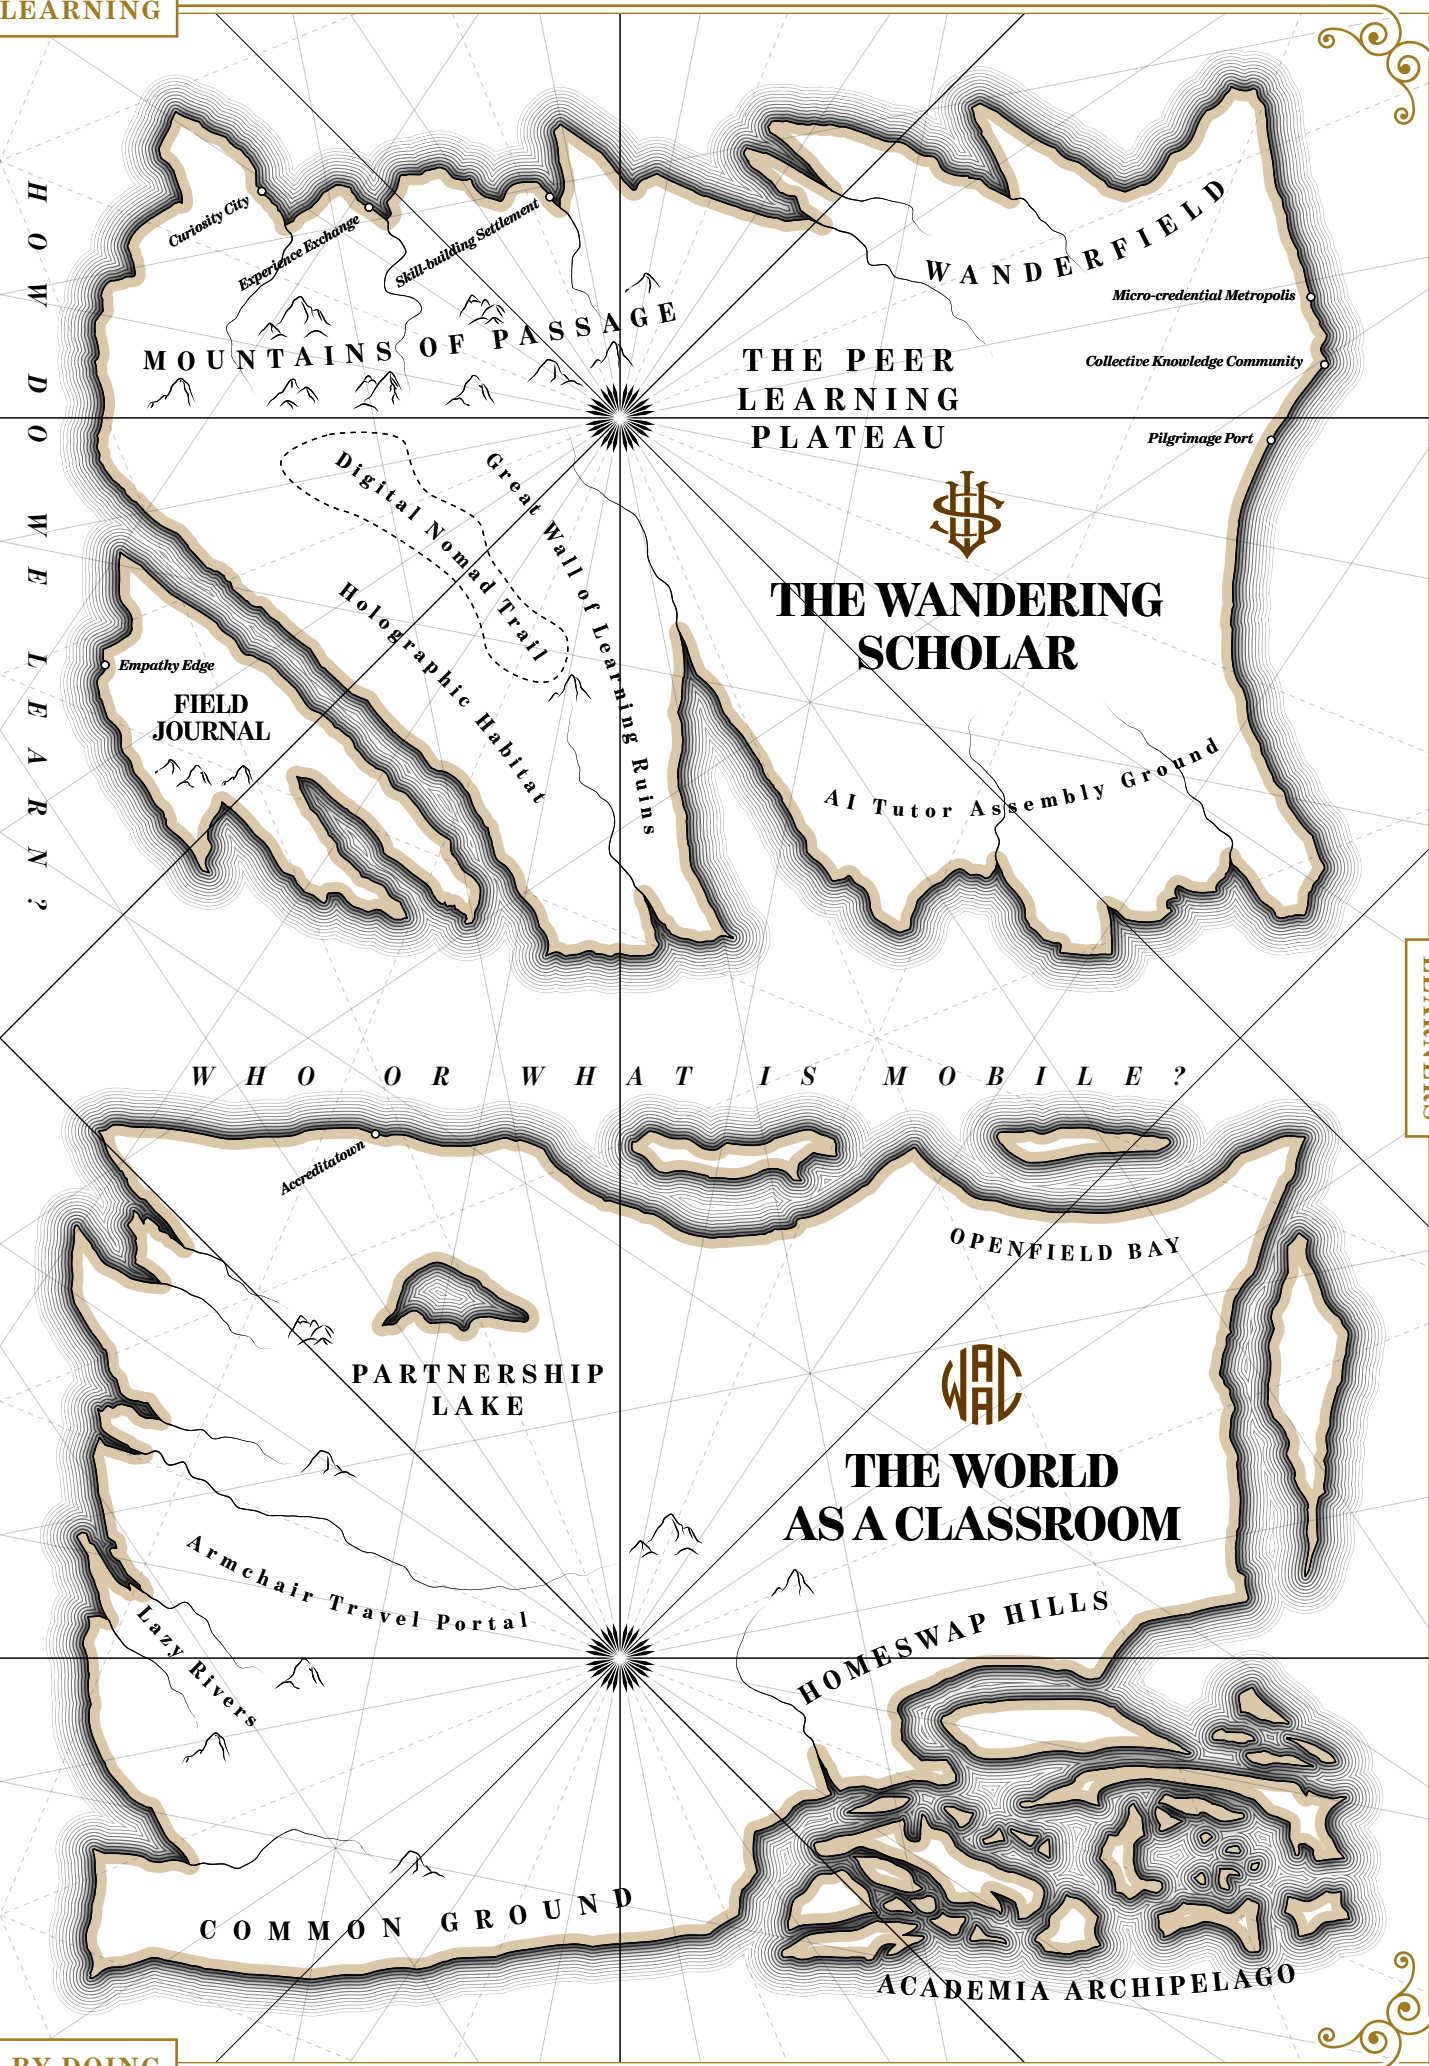 LEARNING
HOW DO WE LEARN?
Curiosity City
Experience Exchange
Skill-building Settlement
WANDERFIELD
Micro-credential Metropolis
MOUNTAINS OF PASSAGE
THE PEER
LEARNING
PLATEAU
Collective Knowledge Community
Pilgrimage Port
Digital Nomad Trail
Great Wall of Learning Ruins
Holographic Habitat
THE WANDERING
SCHOLAR
Empathy Edge
FIELD
JOURNAL
AI Tutor Assembly Ground
LEARNERS
WHO OR WHAT IS MOBILE?
Accreditatown
OPENFIELD BAY
PARTNERSHIP
LAKE
WAAC
THE WORLD
AS A CLASSROOM
Armchair Travel Portal
Lazy Rivers
HOMESWAP HILLS
COMMON GROUND
ACADEMIA ARCHIPELAGO
BY DOING